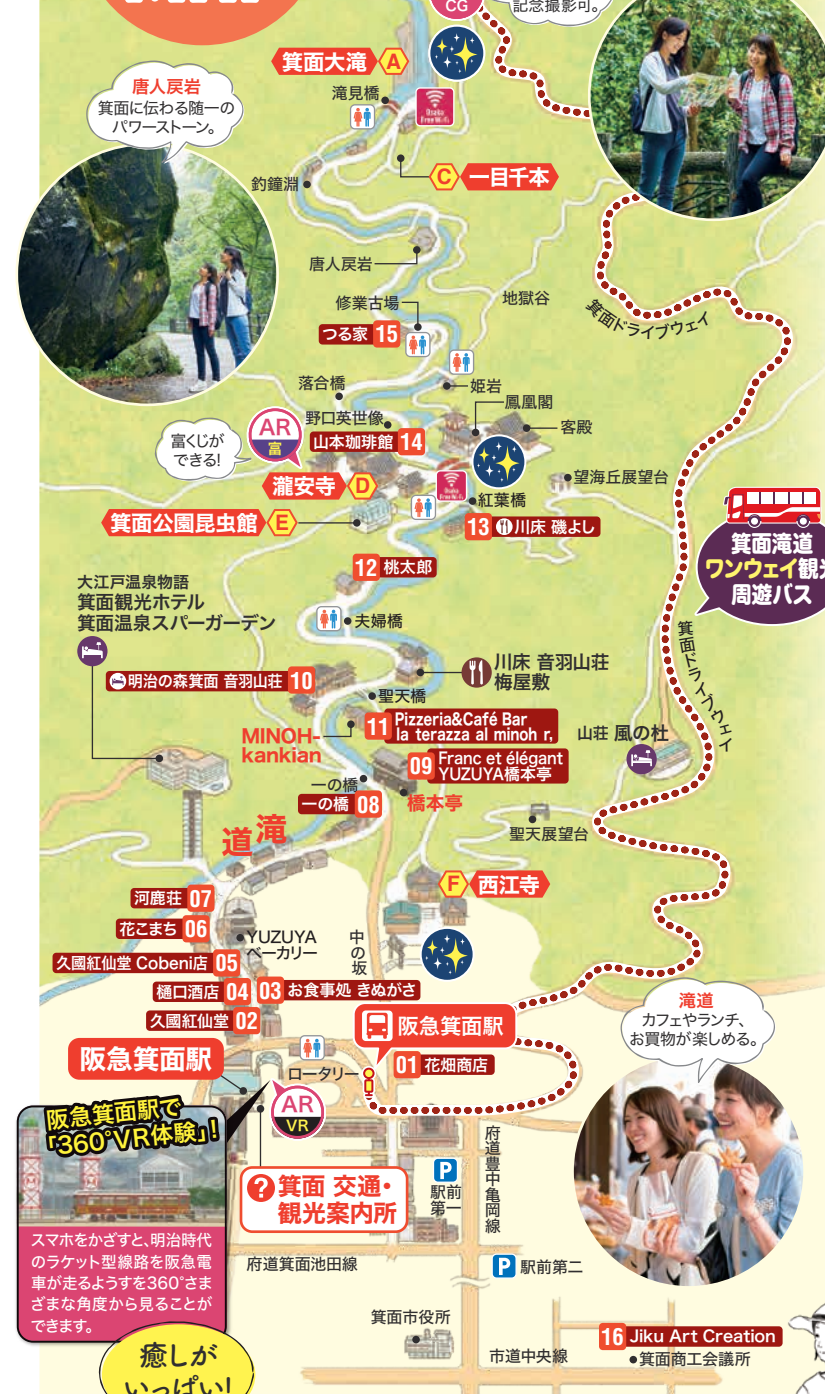 CG
記念撮影可。
箕面大滝 A
滝見橋
Osaka Free Wi-Fi
唐人戻岩
箕面に伝わる随一の
パワーストーン。
C 一目千本
釣鐘淵
唐人戻岩
地獄谷
修業古場
つる家 15
箕面ドライブウェイ
姫岩
落合橋
鳳凰閣
野口英世像
客殿
AR
富
富くじが
できる!
山本珈琲館 14
瀧安寺 D
Osaka Free Wi-Fi
望海丘展望台
紅葉橋
箕面公園昆虫館 E
13 川床 磯よし
箕面滝道
ワンウェイ観光
周遊バス
12 桃太郎
大江戸温泉物語
箕面観光ホテル
箕面温泉スパーガーデン
夫婦橋
箕面ドライブウェイ
川床 音羽山荘
梅屋敷
明治の森箕面 音羽山荘 10
聖天橋
11 Pizzeria&Café Bar
la terazza al minoh r,
MINOH-
kankian
山荘 風の杜
09 Franc et élégant
YUZUYA橋本亭
一の橋
一の橋 08
橋本亭
滝道
聖天展望台
F 西江寺
河鹿荘 07
花こまち 06
YUZUYA
ベーカリー
中の坂
久國紅仙堂 Cobeni店 05
樋口酒店 04
03 お食事処 きぬがさ
久國紅仙堂 02
滝道
カフェやランチ、
お買物が楽しめる。
阪急箕面駅
阪急箕面駅
01 花畑商店
ロータリー
AR
VR
阪急箕面駅で
「360°VR体験」!
スマホをかざすと、明治時代
のラケット型線路を阪急電
車が走るようすを360°さま
ざまな角度から見ることが
できます。
? 箕面 交通・
観光案内所
P
駅前
第一
府道豊中亀岡線
府道箕面池田線
P 駅前第二
箕面市役所
16 Jiku Art Creation
市道中央線
箕面商工会議所
癒しが
いっぱい!